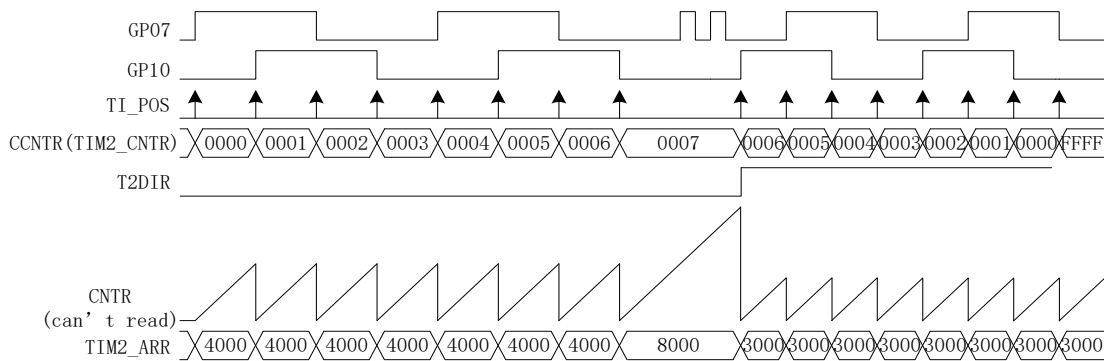 GP07
GP10
TI_POS
CCNTR(TIM2_CNTR) 0000 0001 0002 0003 0004 0005 0006 0007 0006 0005 0004 0003 0002 0001 0000 FFFF
T2DIR
CNTR
(can't read)
TIM2_ARR 4000 4000 4000 4000 4000 4000 4000 8000 3000 3000 3000 3000 3000 3000 3000 3000